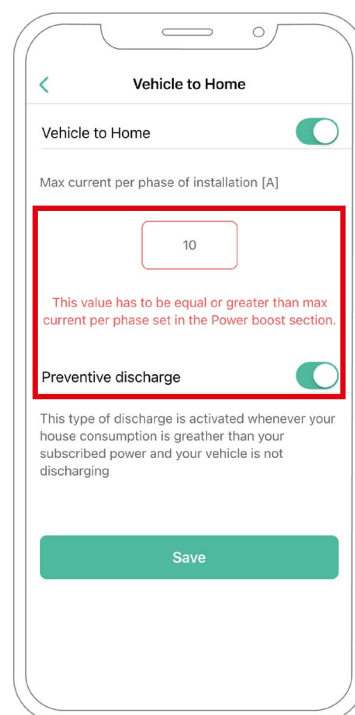 Vehicle to Home
Vehicle to Home
Max current per phase of installation [A]
10
This value has to be equal or greater than max
current per phase set in the Power boost section.
Preventive discharge
This type of discharge is activated whenever your
house consumption is greather than your
subscribed power and your vehicle is not
discharging
Save